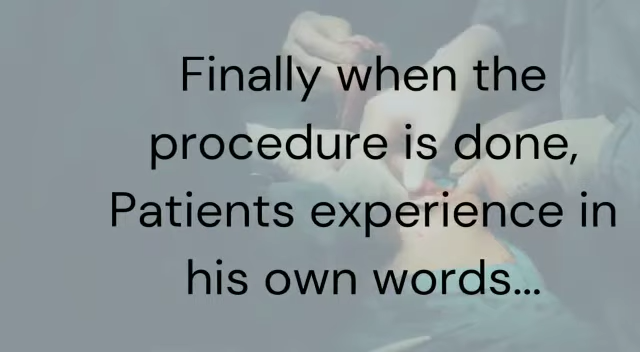 Finally when the
procedure is done,
Patients experience in
his own words...